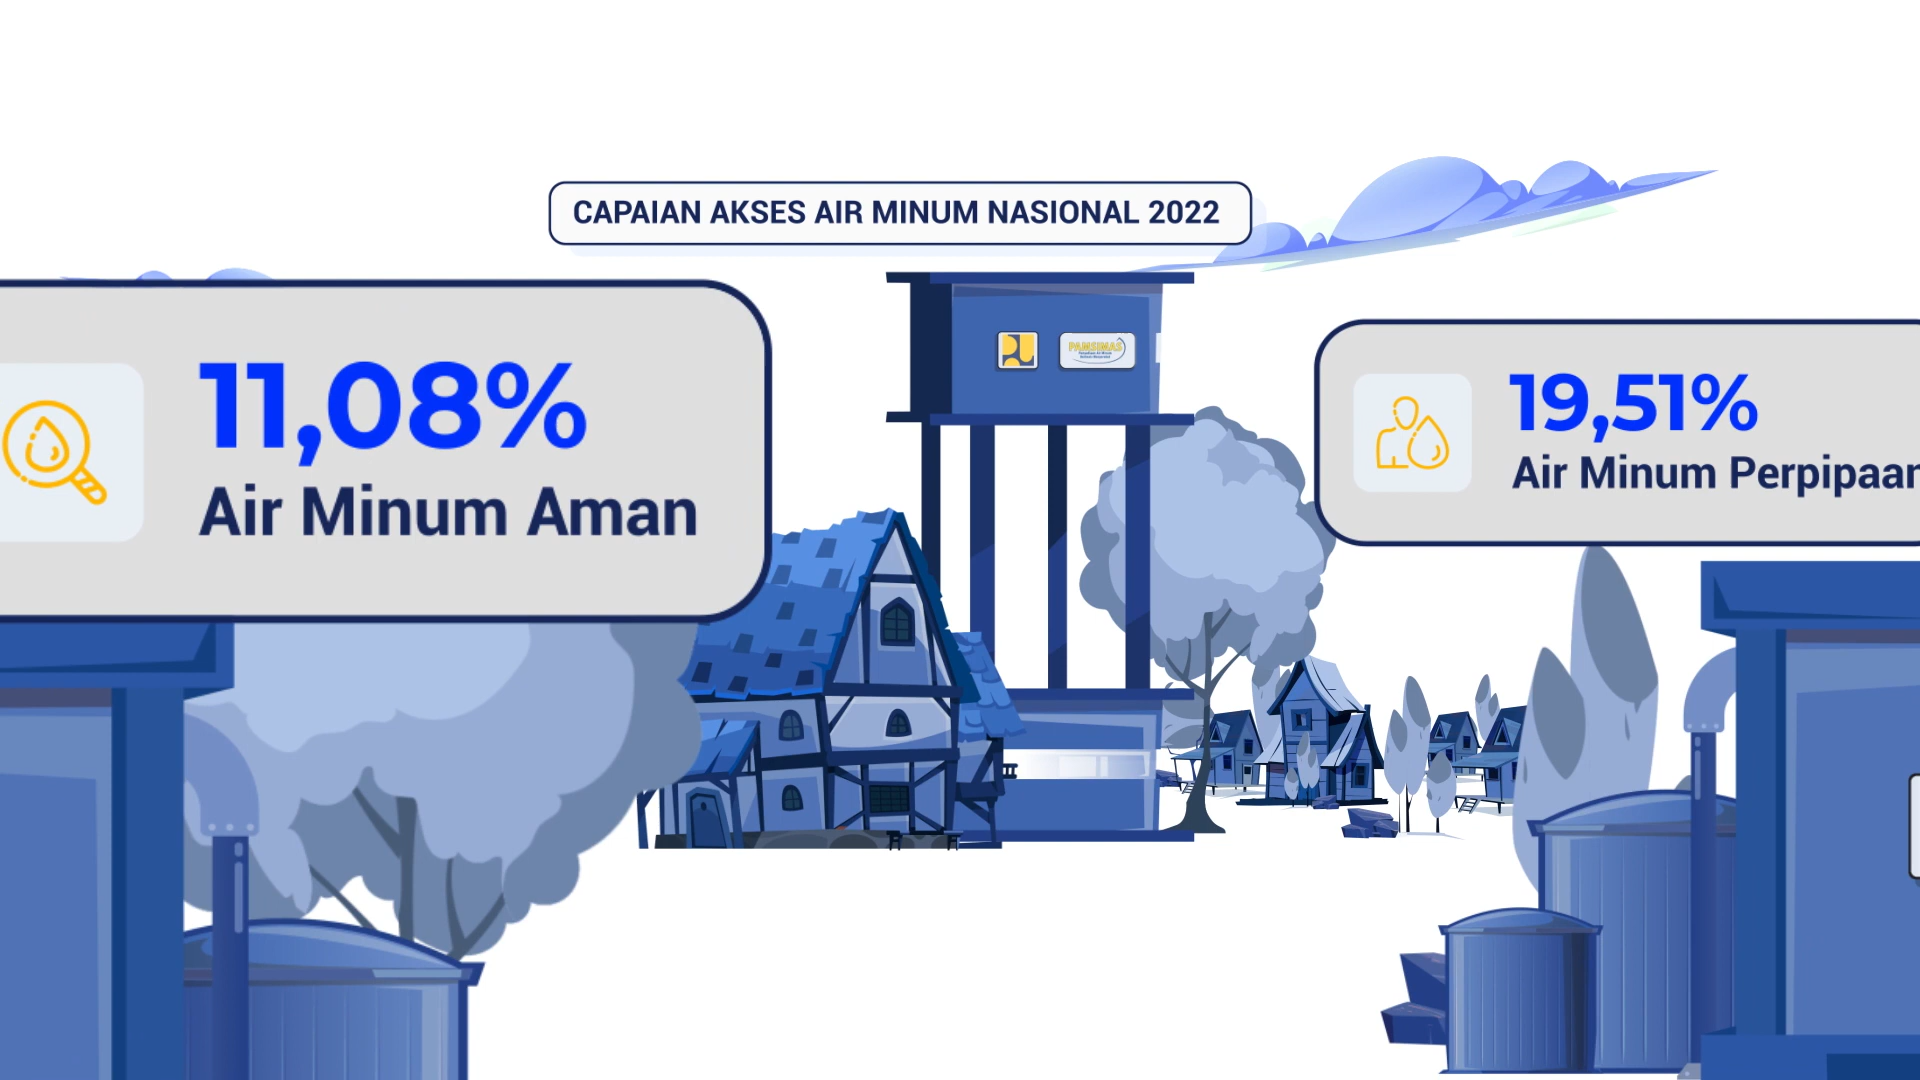 CAPAIAN AKSES AIR MINUM NASIONAL 2022
11,08%
Air Minum Aman
19,51%
Air Minum Perpipaan
PAMSIMAS